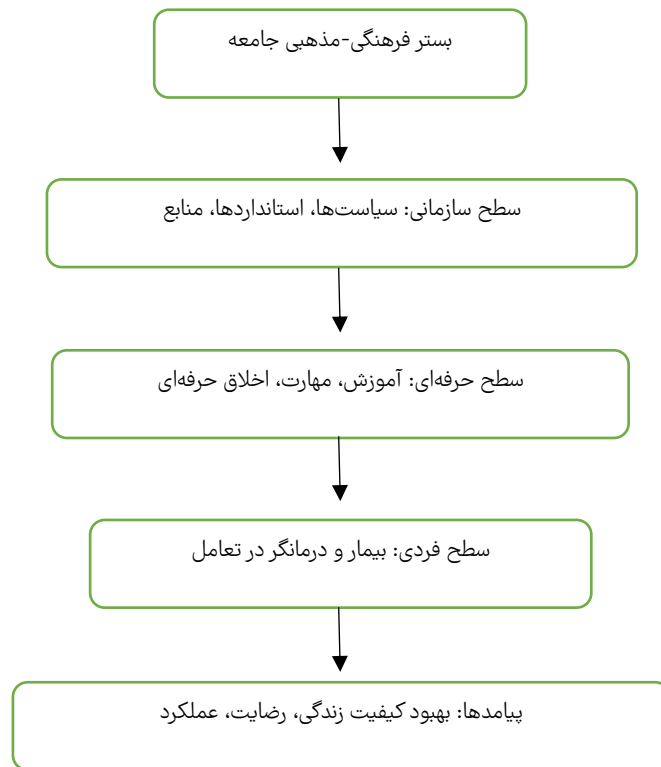 بستر فرهنگی-مذهبی جامعه
سطح سازمانی: سیاست‌ها، استانداردها، منابع
سطح حرفه‌ای: آموزش، مهارت، اخلاق حرفه‌ای
سطح فردی: بیمار و درمانگر در تعامل
پیامدها: بهبود کیفیت زندگی، رضایت، عملکرد